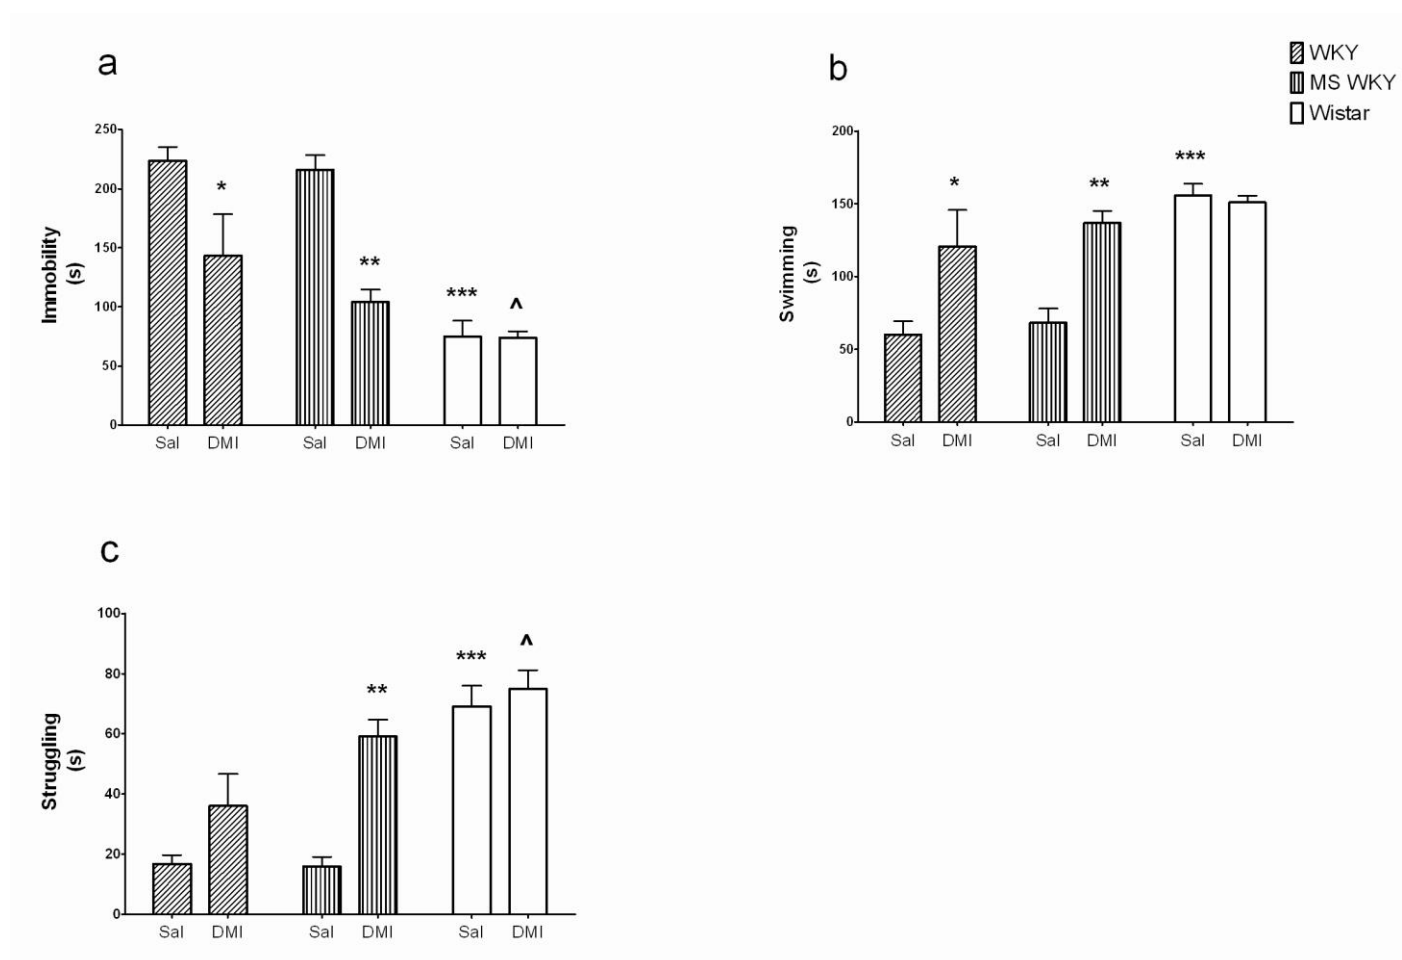 a
250
200
150
100
50
0
Immobility
(s)
*
**
***
^
Sal DMI Sal DMI Sal DMI
b
WKY
MS WKY
Wistar
200
150
100
50
0
Swimming
(s)
*
**
***
Sal DMI Sal DMI Sal DMI
c
100
80
60
40
20
0
Struggling
(s)
**
***
^
Sal DMI Sal DMI Sal DMI